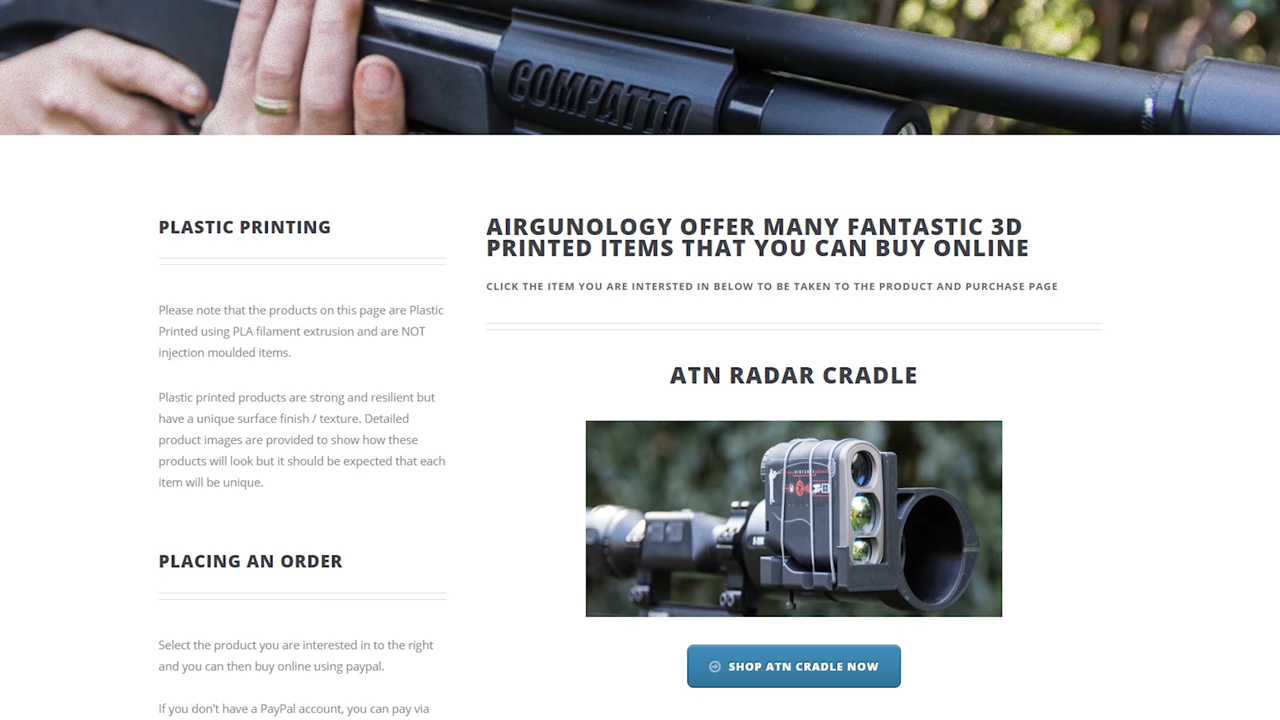 COMPATTO
PLASTIC PRINTING
Please note that the products on this page are Plastic
Printed using PLA filament extrusion and are NOT
injection moulded items.
Plastic printed products are strong and resilient but
have a unique surface finish / texture. Detailed
product images are provided to show how these
products will look but it should be expected that each
item will be unique.
PLACING AN ORDER
Select the product you are interested in to the right
and you can then buy online using paypal.
If you don't have a PayPal account, you can pay via
AIRGUNOLOGY OFFER MANY FANTASTIC 3D
PRINTED ITEMS THAT YOU CAN BUY ONLINE
CLICK THE ITEM YOU ARE INTERSTED IN BELOW TO BE TAKEN TO THE PRODUCT AND PURCHASE PAGE
ATN RADAR CRADLE
SHOP ATN CRADLE NOW